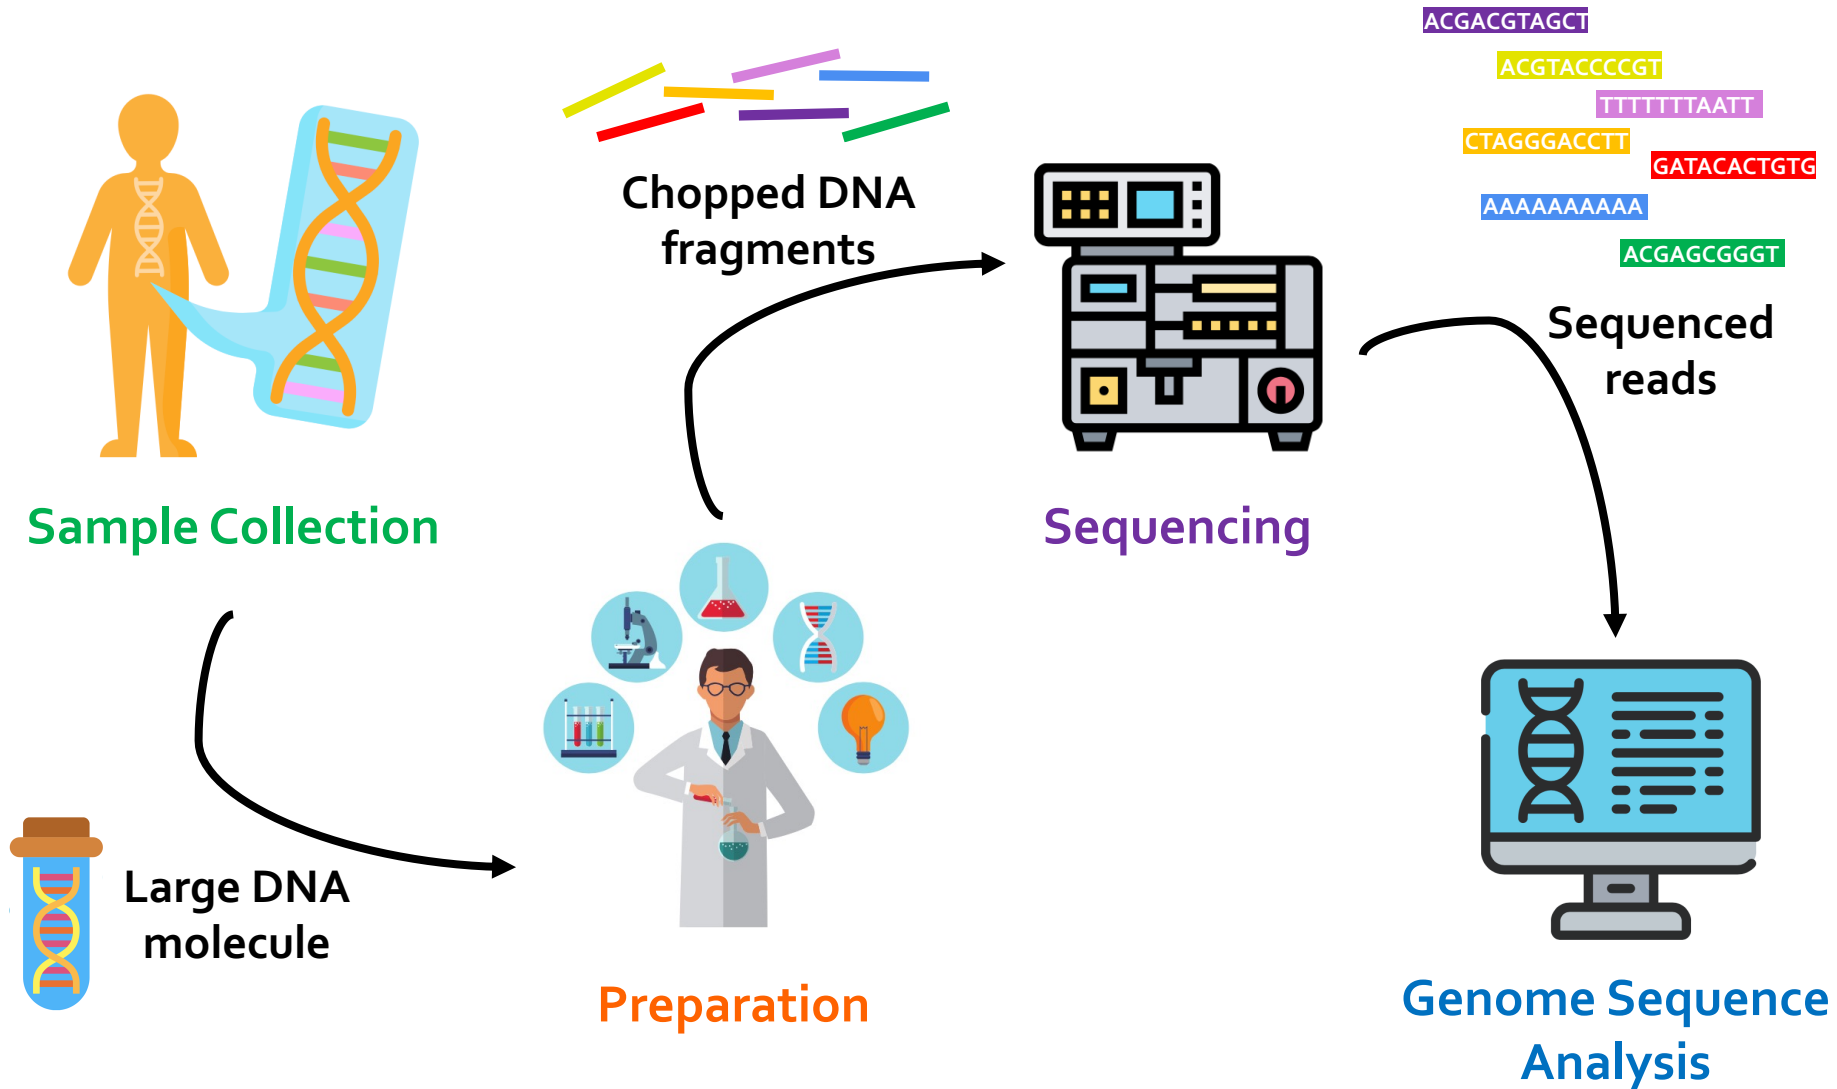 Sample Collection
Large DNA
molecule
Preparation
Chopped DNA
fragments
Sequencing
ACGACGTAGCT
ACGTACCCCGT
TTTTTTTAATT
CTAGGGACCTT
GATACACTGTG
AAAAAAAAAA
ACGAGCGGGT
Sequenced
reads
Genome Sequence
Analysis